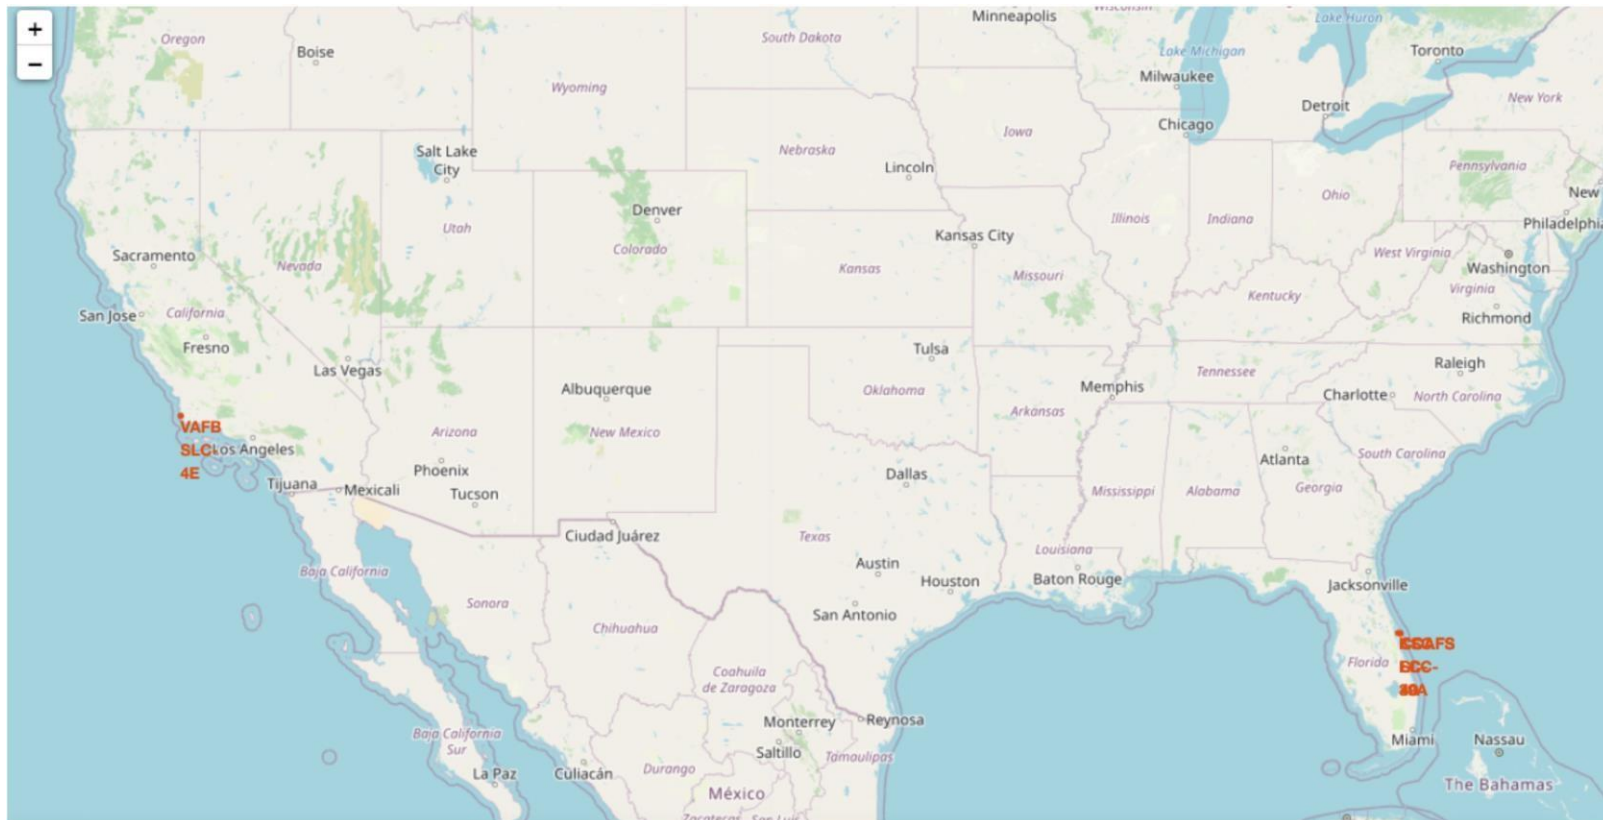 +
−
Oregon
Boise
South Dakota
Minneapolis
Wisconsin
Lake Huron
Lake Michigan
Toronto
Wyoming
Milwaukee
Detroit
New York
Chicago
Iowa
Nebraska
Salt Lake
City
Lincoln
Pennsylvania
Ohio
New
Denver
Illinois
Indiana
Philadelphia
Utah
Colorado
Kansas City
Sacramento
Nevada
Kansas
Missouri
West Virginia
Washington
Virginia
Kentucky
San Jose
California
Richmond
Fresno
Las Vegas
Tulsa
Raleigh
Tennessee
Albuquerque
Oklahoma
Memphis
Charlotte
North Carolina
Arkansas
VAFB
SLC-
4E
Los Angeles
Arizona
New Mexico
South Carolina
Phoenix
Dallas
Atlanta
Tijuana
Mexicali
Tucson
Mississippi
Alabama
Georgia
Ciudad Juárez
Texas
Louisiana
Austin
Houston
Baton Rouge
Jacksonville
Baja California
Sonora
San Antonio
Chihuahua
Florida
Coahuila
de Zaragoza
Monterrey
Reynosa
Baja California
Sur
Saltillo
Tamaulipas
Miami
Nassau
La Paz
Culiacán
Durango
México
The Bahamas
Zacatecas
San Luis